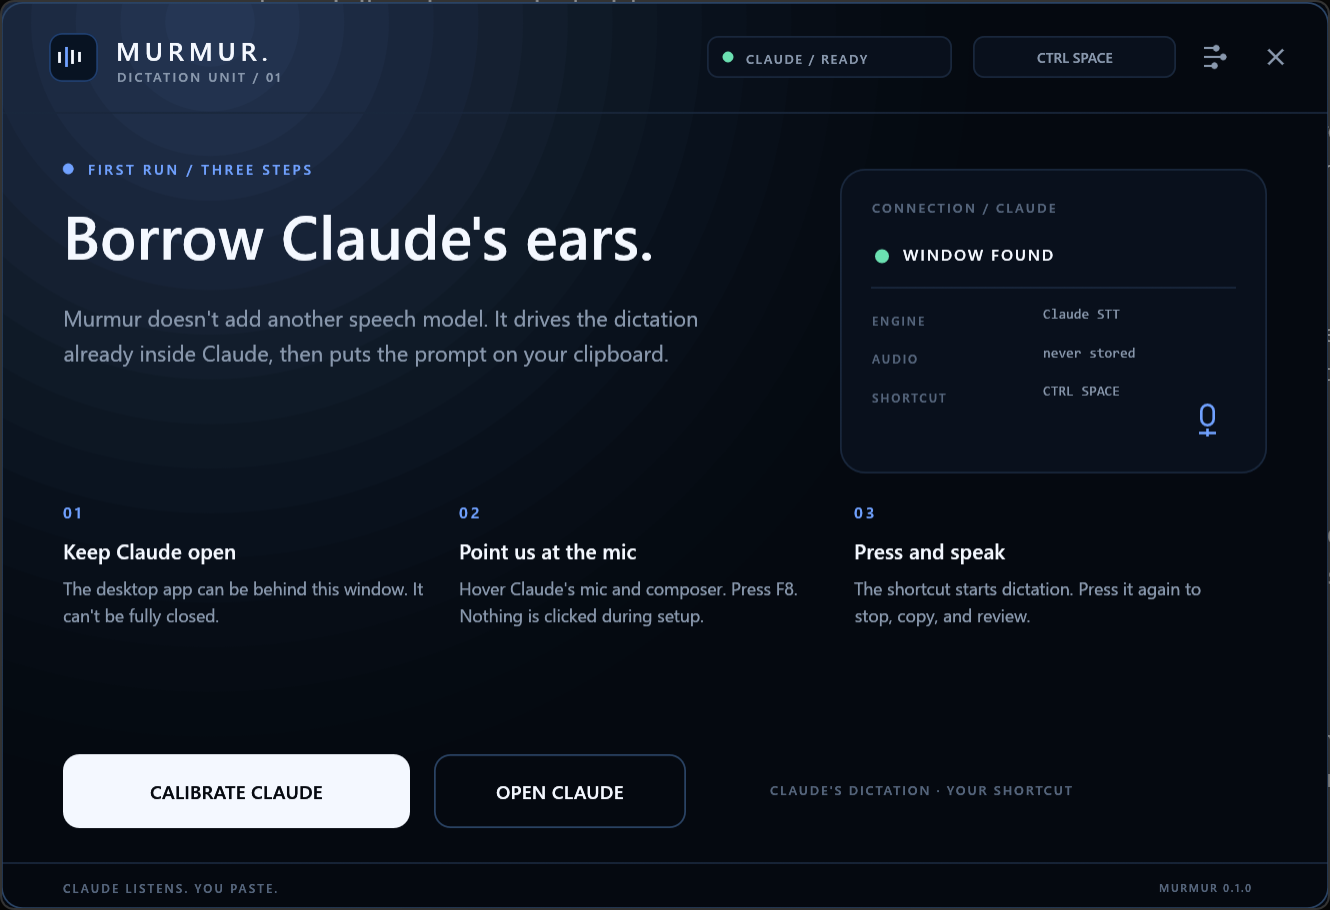 MURMUR.
DICTATION UNIT / 01
CLAUDE / READY
CTRL SPACE
FIRST RUN / THREE STEPS
Borrow Claude's ears.
Murmur doesn't add another speech model. It drives the dictation
already inside Claude, then puts the prompt on your clipboard.
CONNECTION / CLAUDE
WINDOW FOUND
ENGINE Claude STT
AUDIO never stored
SHORTCUT CTRL SPACE
01
Keep Claude open
The desktop app can be behind this window. It
can't be fully closed.
02
Point us at the mic
Hover Claude's mic and composer. Press F8.
Nothing is clicked during setup.
03
Press and speak
The shortcut starts dictation. Press it again to
stop, copy, and review.
CALIBRATE CLAUDE
OPEN CLAUDE
CLAUDE'S DICTATION · YOUR SHORTCUT
CLAUDE LISTENS. YOU PASTE.
MURMUR 0.1.0